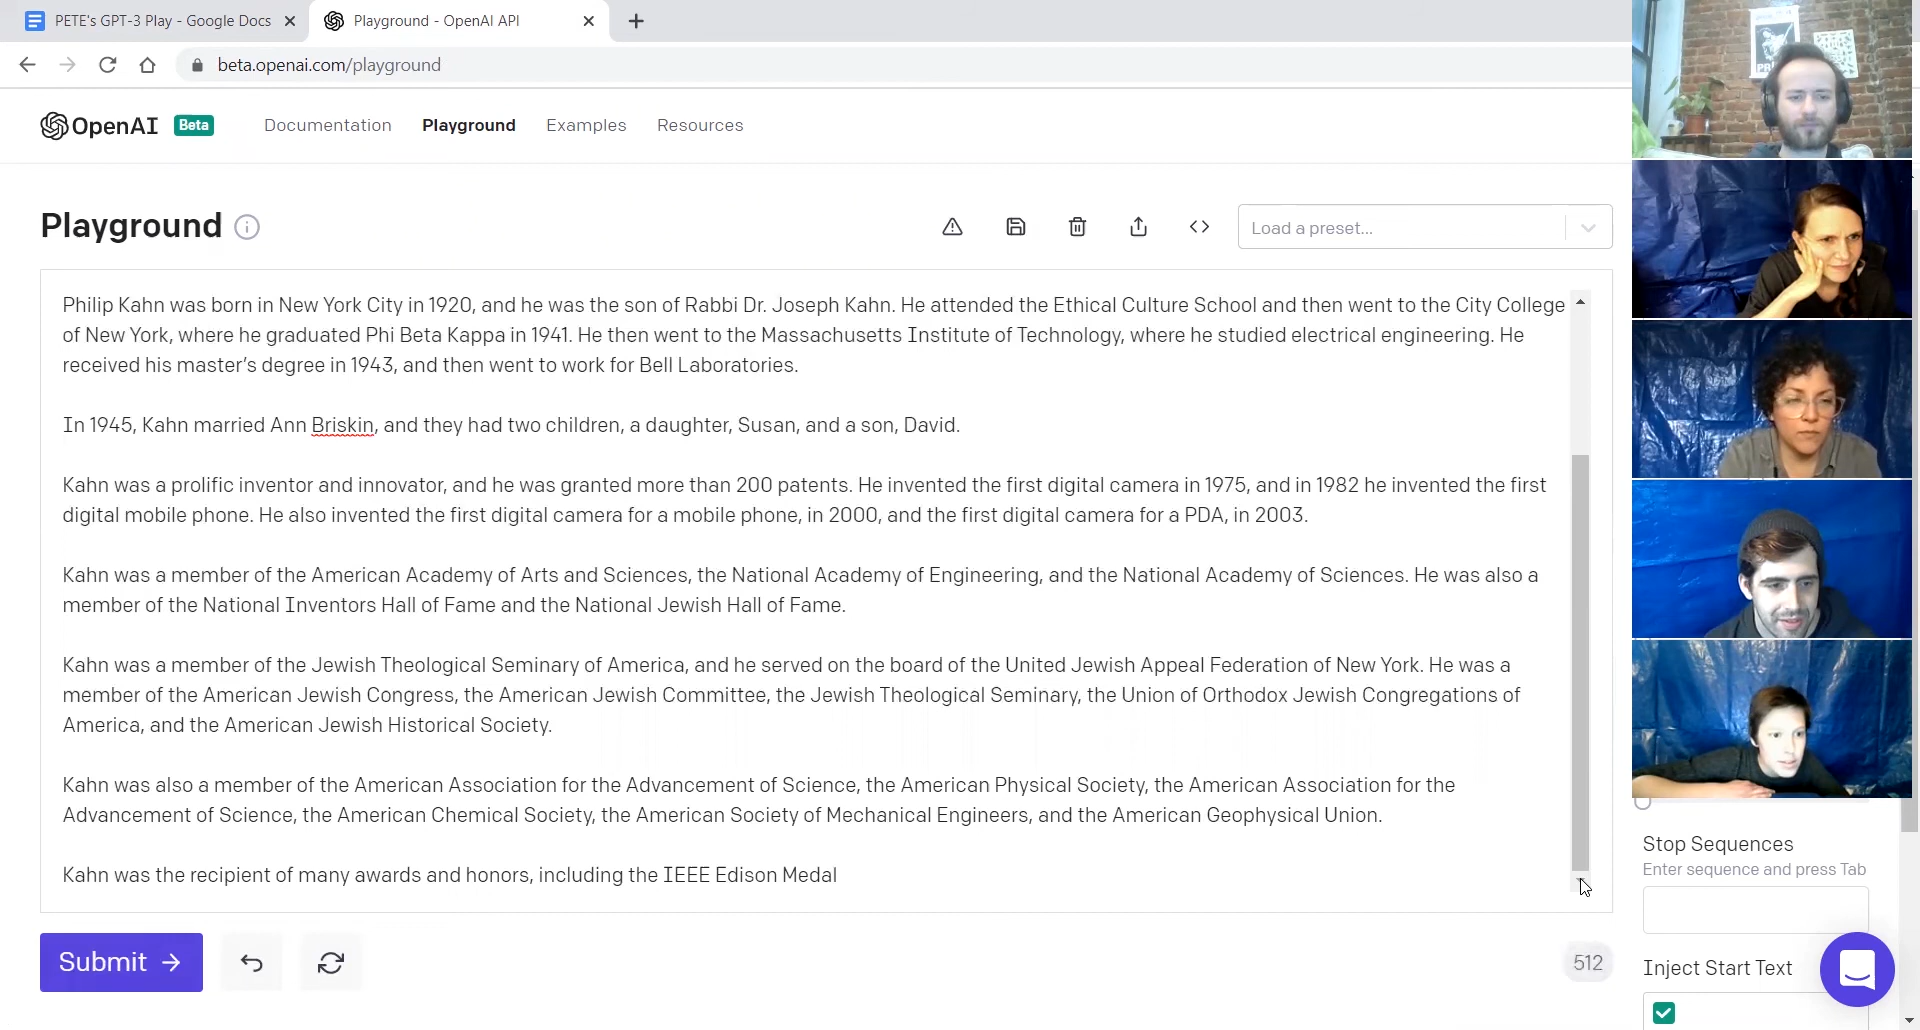 PETE's GPT-3 Play - Google Docs
Playground - OpenAI API
beta.openai.com/playground
OpenAI Beta Documentation Playground Examples Resources
Playground
Load a preset...
Philip Kahn was born in New York City in 1920, and he was the son of Rabbi Dr. Joseph Kahn. He attended the Ethical Culture School and then went to the City College
of New York, where he graduated Phi Beta Kappa in 1941. He then went to the Massachusetts Institute of Technology, where he studied electrical engineering. He
received his master's degree in 1943, and then went to work for Bell Laboratories.
In 1945, Kahn married Ann Briskin, and they had two children, a daughter, Susan, and a son, David.
Kahn was a prolific inventor and innovator, and he was granted more than 200 patents. He invented the first digital camera in 1975, and in 1982 he invented the first
digital mobile phone. He also invented the first digital camera for a mobile phone, in 2000, and the first digital camera for a PDA, in 2003.
Kahn was a member of the American Academy of Arts and Sciences, the National Academy of Engineering, and the National Academy of Sciences. He was also a
member of the National Inventors Hall of Fame and the National Jewish Hall of Fame.
Kahn was a member of the Jewish Theological Seminary of America, and he served on the board of the United Jewish Appeal Federation of New York. He was a
member of the American Jewish Congress, the American Jewish Committee, the Jewish Theological Seminary, the Union of Orthodox Jewish Congregations of
America, and the American Jewish Historical Society.
Kahn was also a member of the American Association for the Advancement of Science, the American Physical Society, the American Association for the
Advancement of Science, the American Chemical Society, the American Society of Mechanical Engineers, and the American Geophysical Union.
Kahn was the recipient of many awards and honors, including the IEEE Edison Medal
Submit
512
Stop Sequences
Enter sequence and press Tab
Inject Start Text